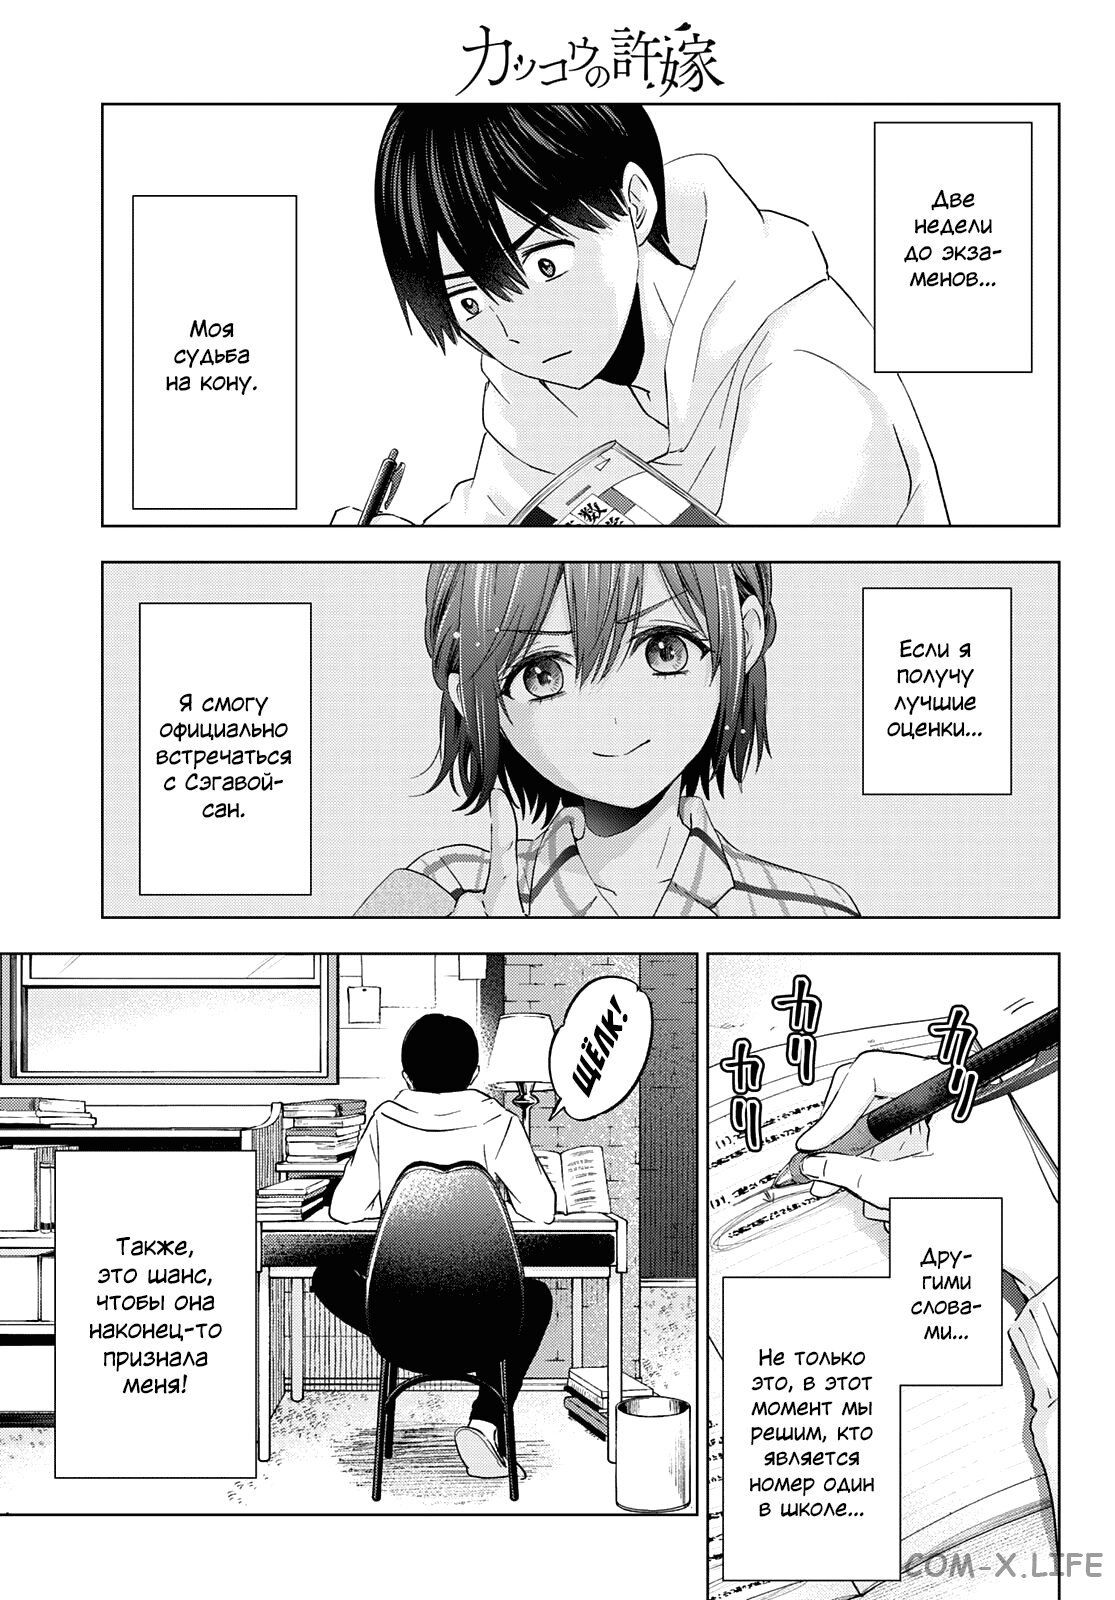 カッコウの許嫁
Две
недели
до экза-
менов...
Моя
судьба
на кону.
Если я
получу
лучшие
оценки...
Я смогу
официально
встречаться
с Сэгавой-
сан.
カリ
カリ
カリ
Дру-
гими
слова-
ми...
Не только
это, в этот
момент мы
решим, кто
является
номер один
в школе...
ЩЁЛК!
Также,
это шанс,
чтобы она
наконец-то
признала
меня!
COM-X.LIFE